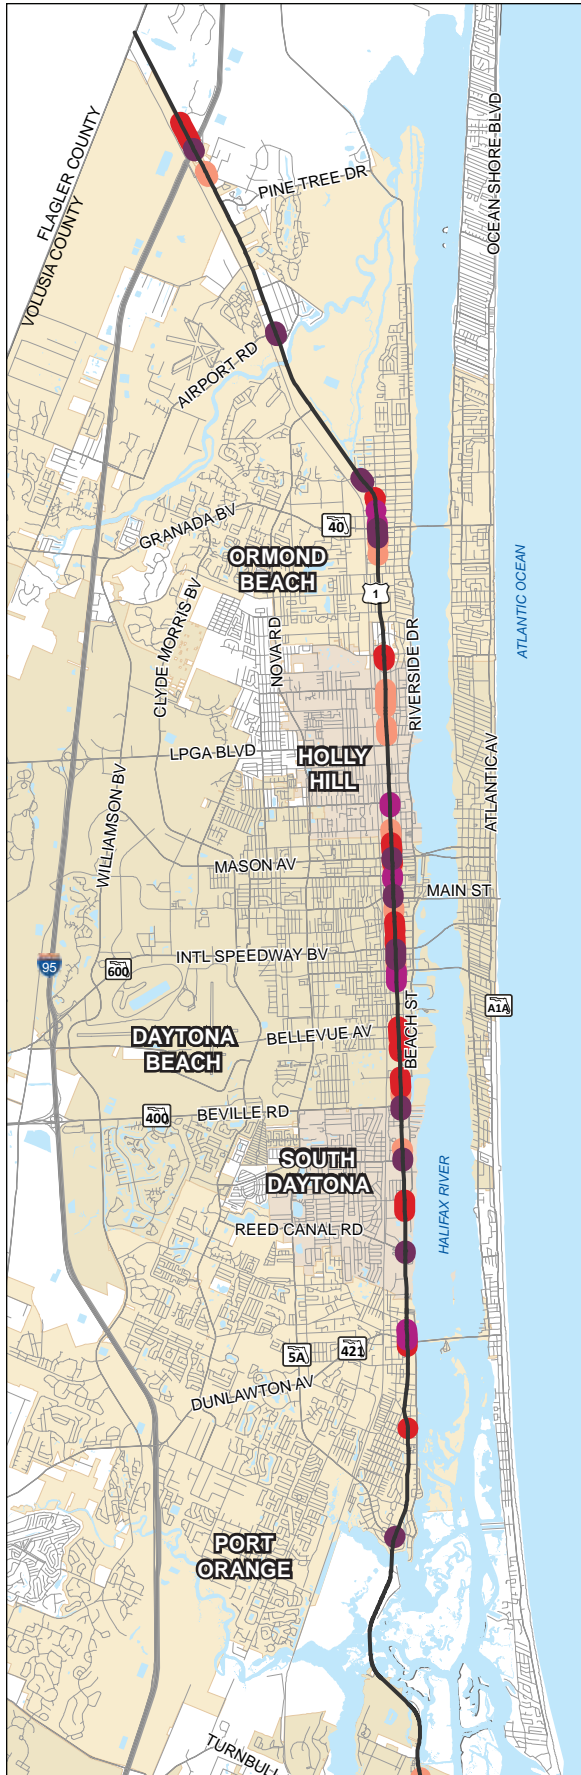 OCEAN SHORE BLVD
FLAGLER COUNTY
VOLUSIA COUNTY
PINE TREE DR
AIRPORT RD
GRANADA BV
40
ORMOND
BEACH
ATLANTIC OCEAN
1
CLYDE-MORRIS BV
NOVA RD
RIVERSIDE DR
LPGA BLVD
HOLLY
HILL
ATLANTIC AV
WILLIAMSON BV
MASON AV
MAIN ST
INTL SPEEDWAY BV
95
600
A1A
DAYTONA
BEACH
BELLEVUE AV
BEACH ST
400
BEVILLE RD
SOUTH
DAYTONA
HALIFAX RIVER
REED CANAL RD
5A
421
DUNLAWTON AV
PORT
ORANGE
TURNBULL